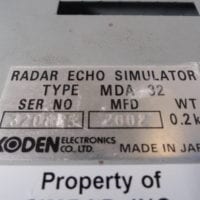 RADAR ECHO SIMULATOR
TYPE MDA-32
SER NO MFD WT
2002 0.2k
KODEN ELECTRONICS CO., LTD.
MADE IN JAP
Property of